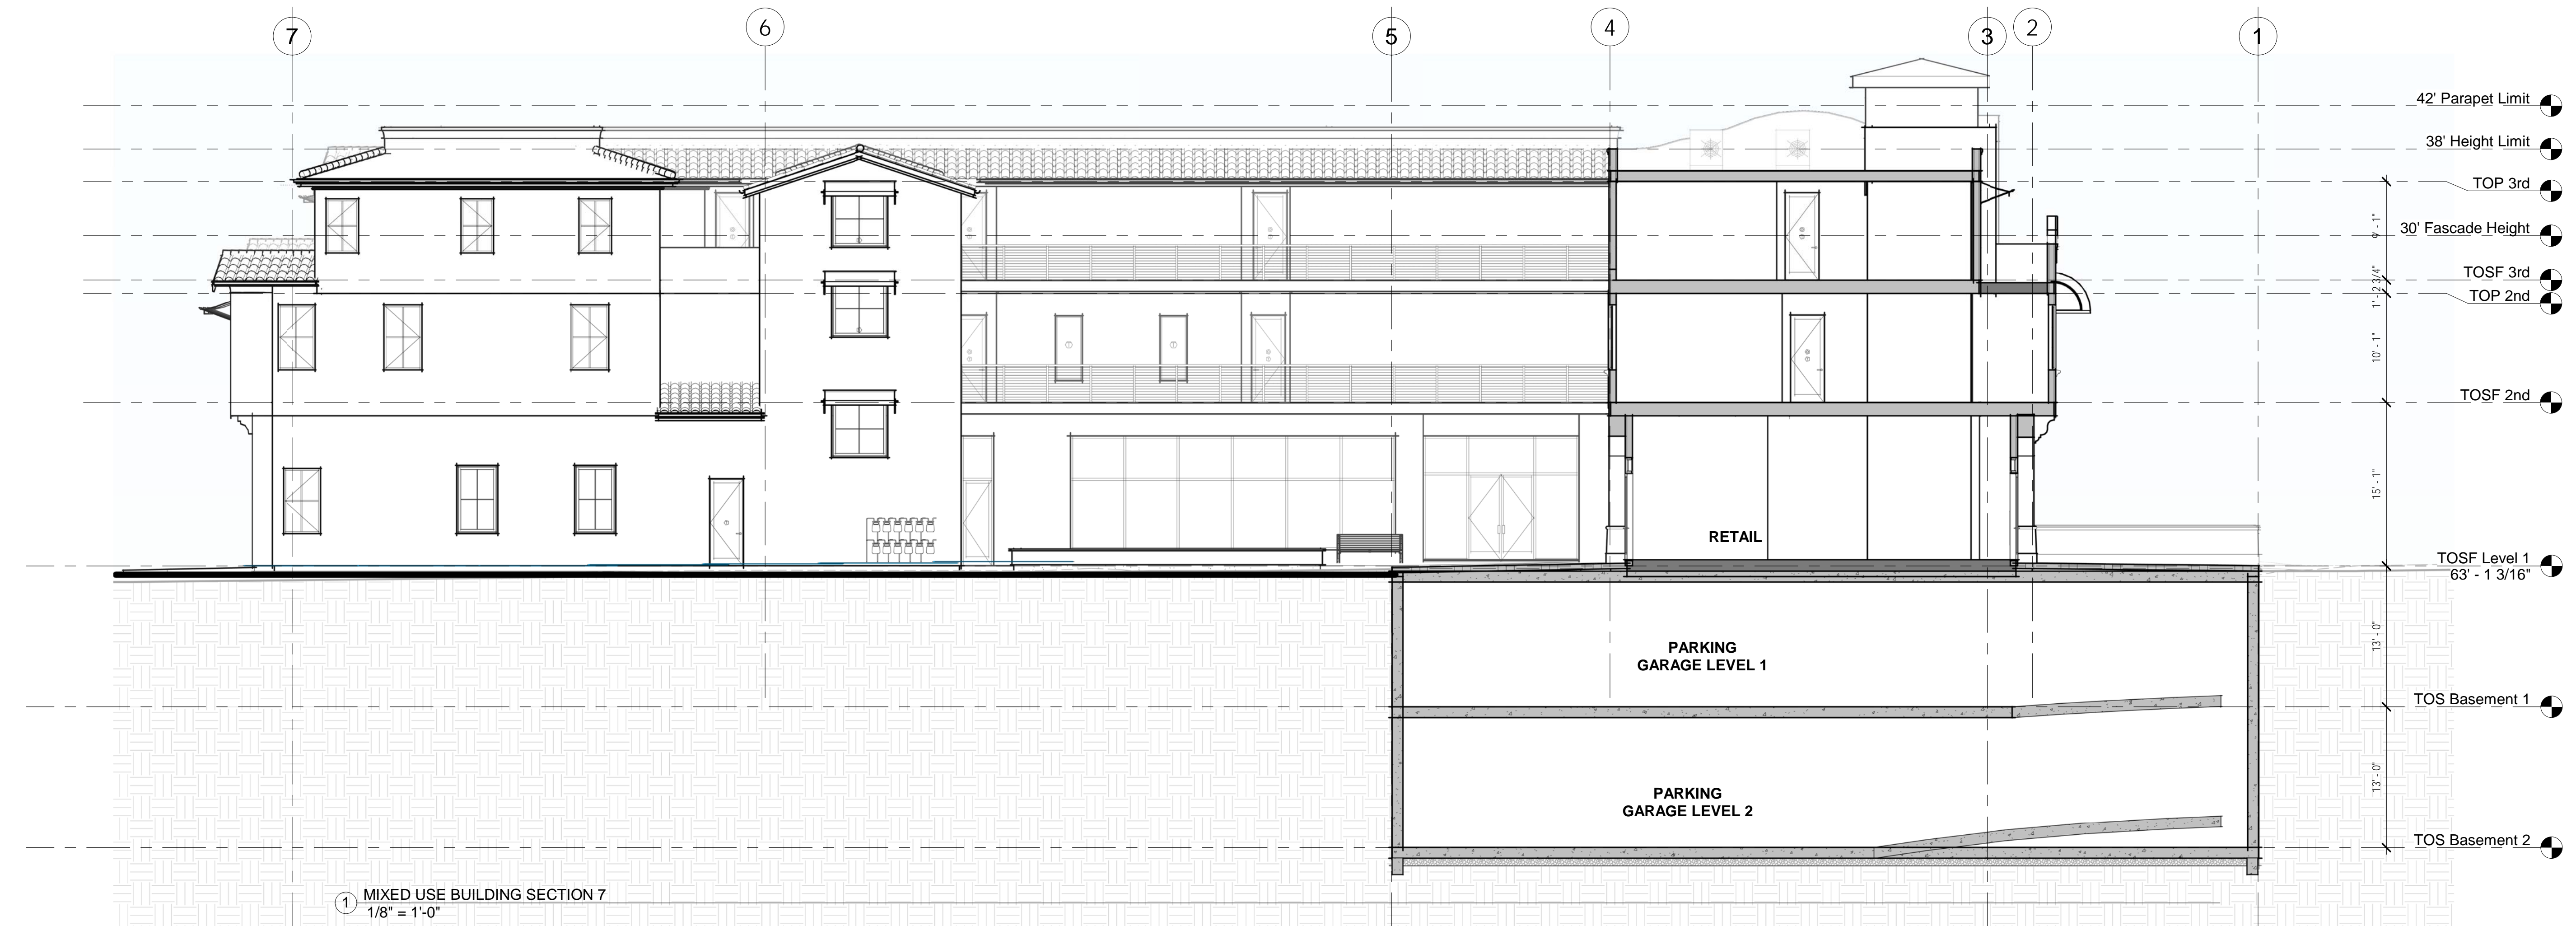 7
6
5
4
3
2
1
42' Parapet Limit
38' Height Limit
TOP 3rd
9' - 1"
30' Fascade Height
TOSF 3rd
1' - 2 3/4"
TOP 2nd
10' - 1"
TOSF 2nd
15' - 1"
RETAIL
TOSF Level 1
63' - 1 3/16"
13' - 0"
PARKING
GARAGE LEVEL 1
TOS Basement 1
13' - 0"
PARKING
GARAGE LEVEL 2
TOS Basement 2
1
MIXED USE BUILDING SECTION 7
1/8" = 1'-0"